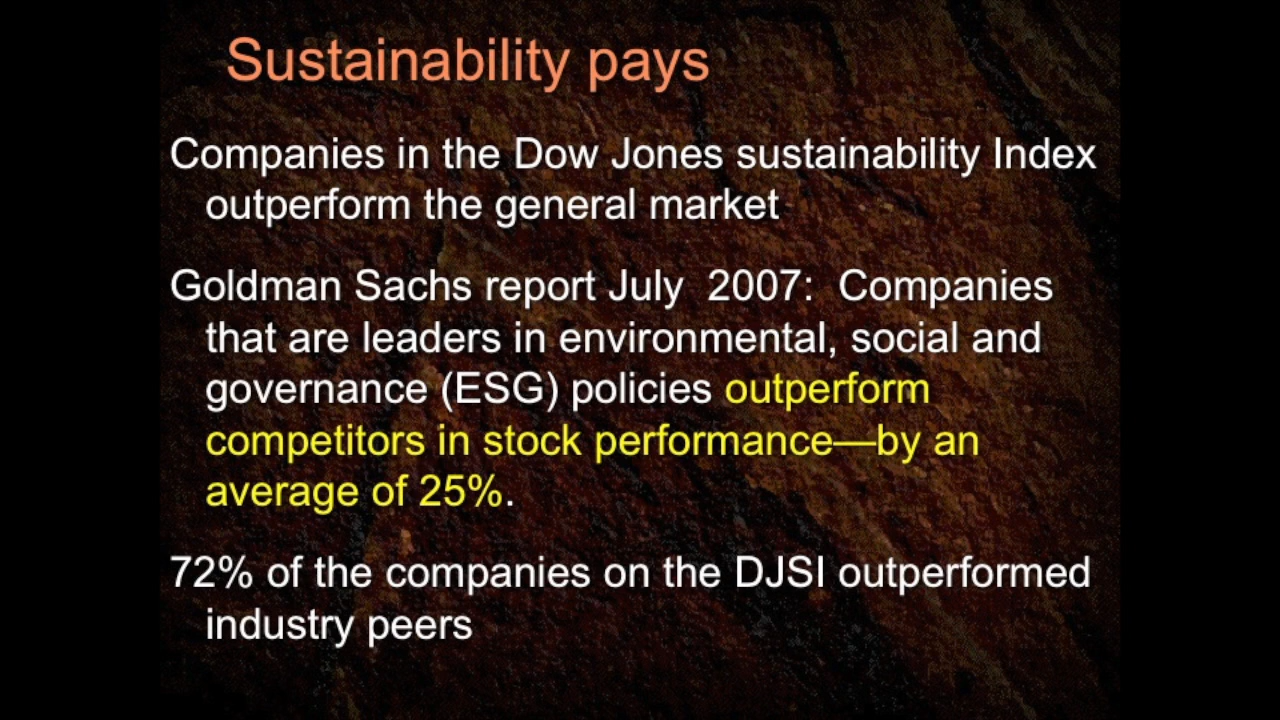 Sustainability pays
Companies in the Dow Jones sustainability Index
outperform the general market
Goldman Sachs report July  2007:  Companies
that are leaders in environmental, social and
governance (ESG) policies outperform
competitors in stock performance—by an
average of 25%.
72% of the companies on the DJSI outperformed
industry peers